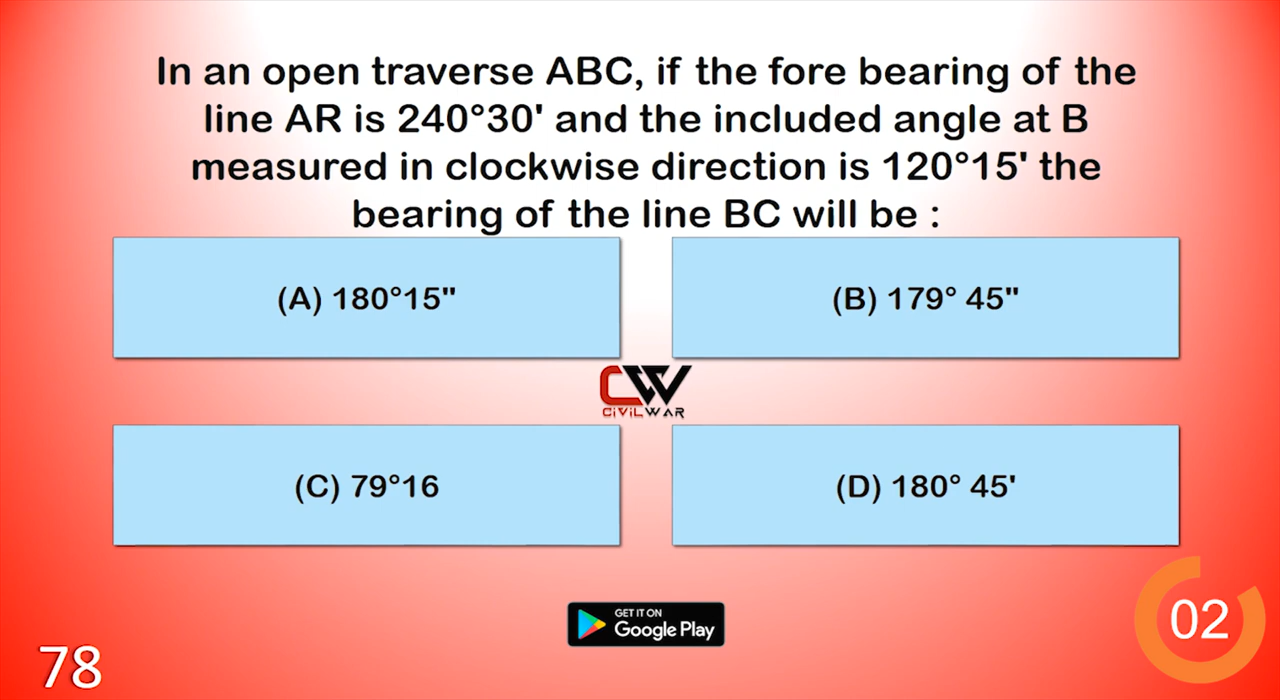 In an open traverse ABC, if the fore bearing of the
line AR is 240°30' and the included angle at B
measured in clockwise direction is 120°15' the
bearing of the line BC will be :
(A) 180°15"
(B) 179° 45"
CW
CiViLWAR
(C) 79°16
(D) 180° 45'
GET IT ON
Google Play
02
78